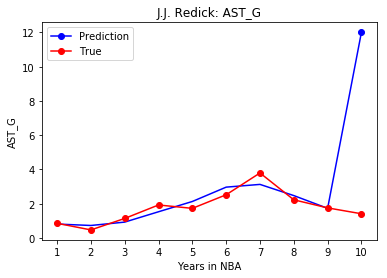 J.J. Redick: AST_G
Prediction
True
12
10
8
6
4
2
0
AST_G
1 2 3 4 5 6 7 8 9 10
Years in NBA